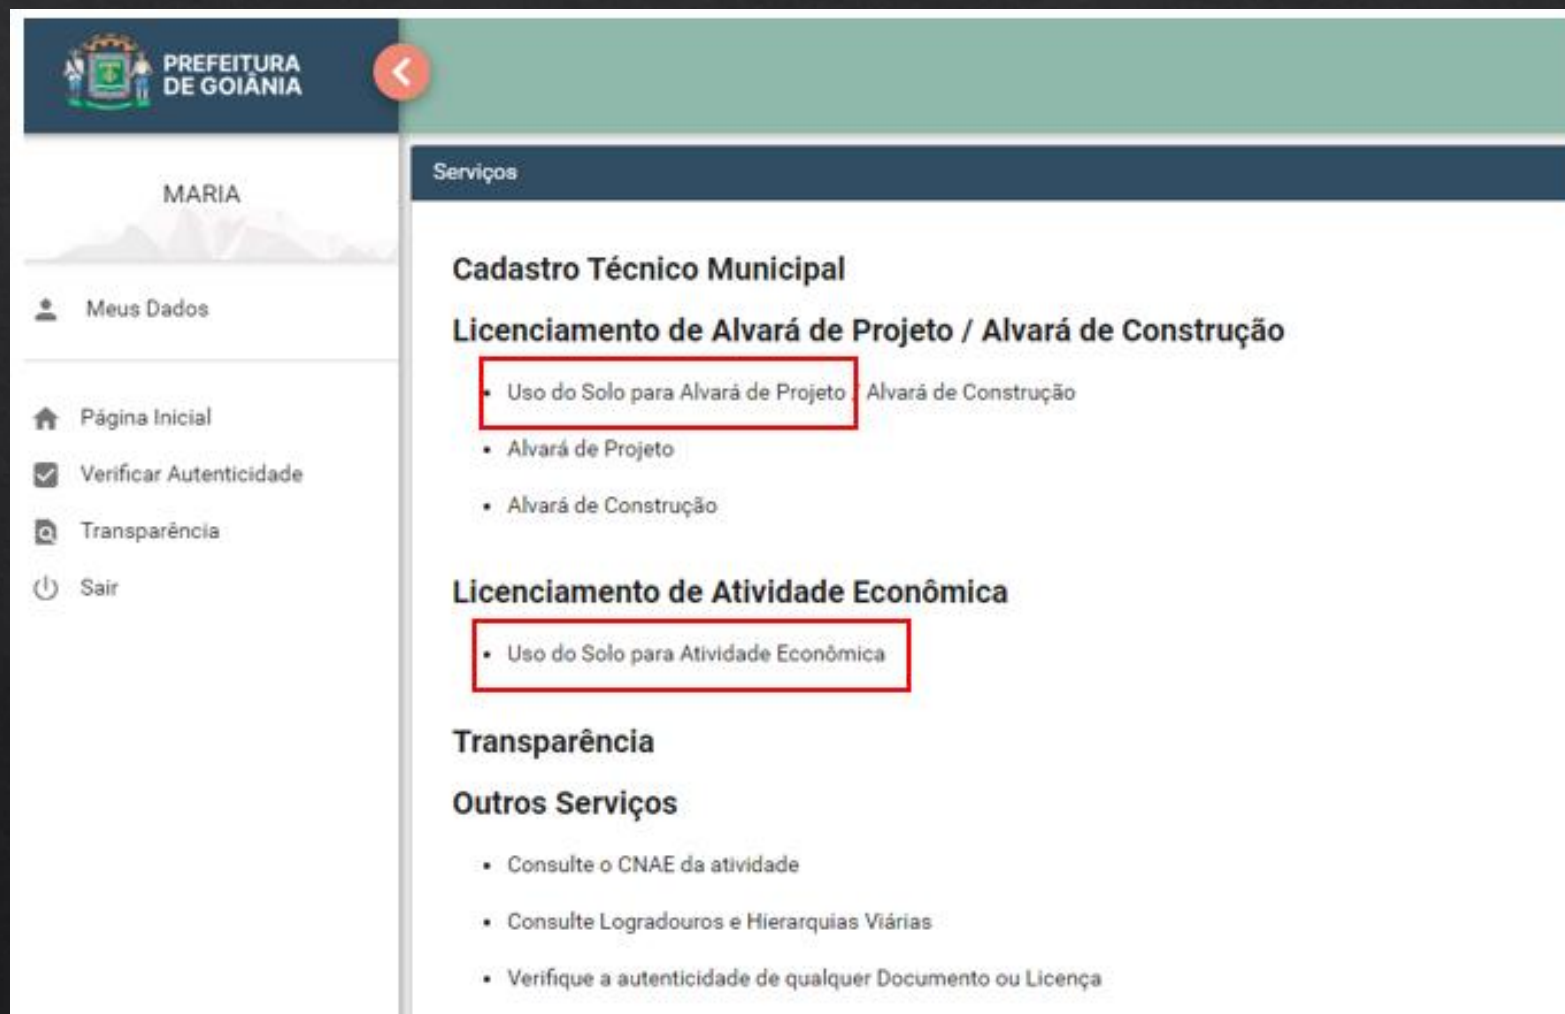 PREFEITURA
DE GOIÂNIA
MARIA
Meus Dados
Página Inicial
Verificar Autenticidade
Transparência
Sair
Serviços
Cadastro Técnico Municipal
Licenciamento de Alvará de Projeto / Alvará de Construção
• Uso do Solo para Alvará de Projeto / Alvará de Construção
• Alvará de Projeto
• Alvará de Construção
Licenciamento de Atividade Econômica
• Uso do Solo para Atividade Econômica
Transparência
Outros Serviços
• Consulte o CNAE da atividade
• Consulte Logradouros e Hierarquias Viárias
• Verifique a autenticidade de qualquer Documento ou Licença